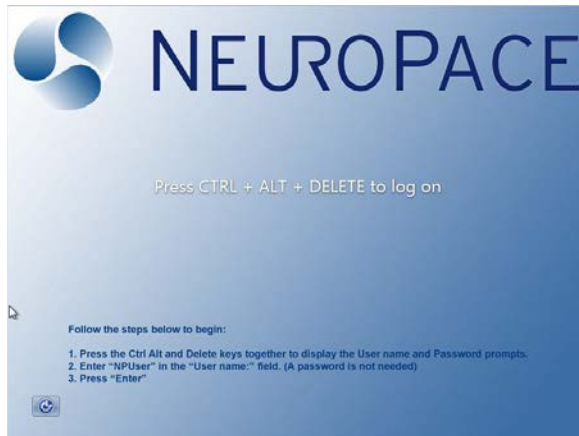 NEUROPACE
Press CTRL + ALT + DELETE to log on
Follow the steps below to begin:
1. Press the Ctrl Alt and Delete keys together to display the User name and Password prompts.
2. Enter "NPUser" in the "User name:" field. (A password is not needed)
3. Press "Enter"